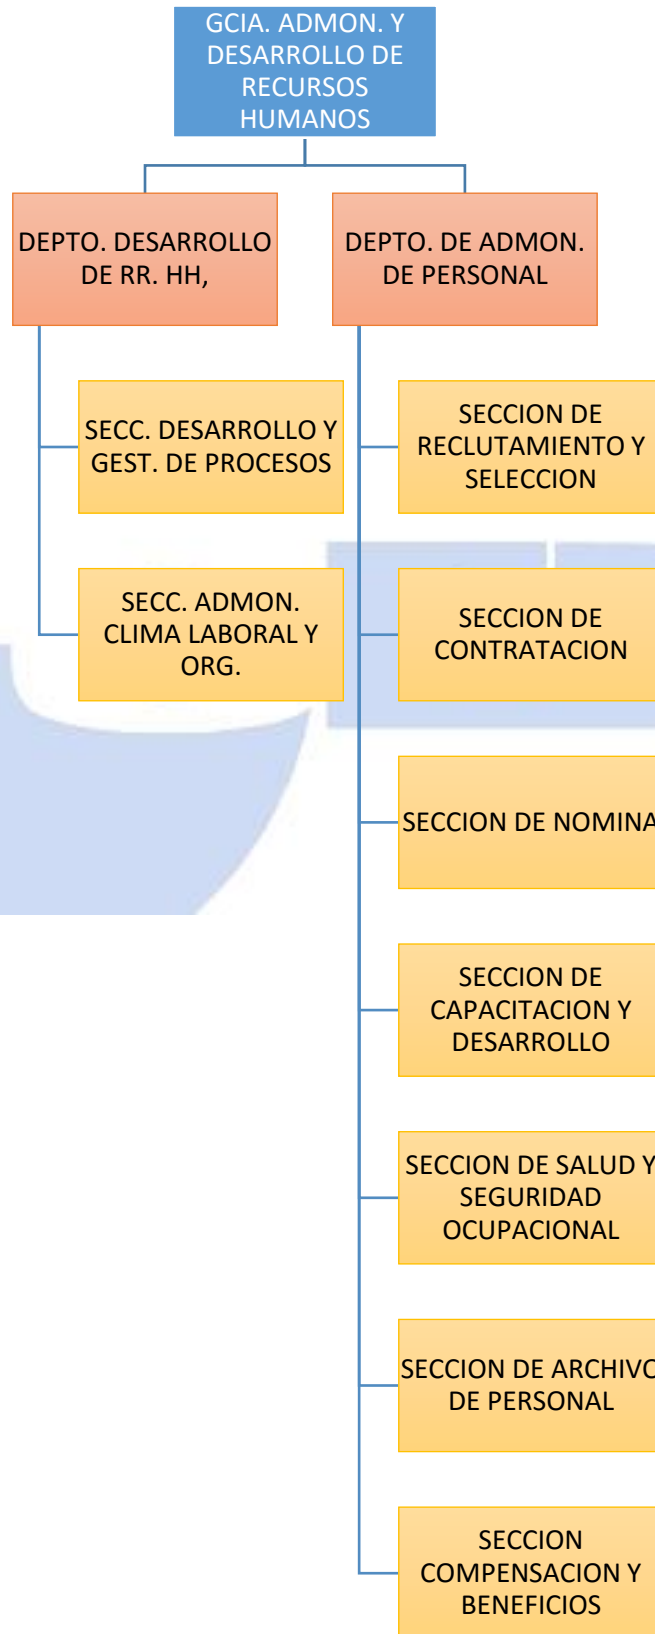 GCIA. ADMON. Y
DESARROLLO DE
RECURSOS
HUMANOS
DEPTO. DESARROLLO
DE RR. HH,
DEPTO. DE ADMON.
DE PERSONAL
SECC. DESARROLLO Y
GEST. DE PROCESOS
SECC. ADMON.
CLIMA LABORAL Y
ORG.
SECCION DE
RECLUTAMIENTO Y
SELECCION
SECCION DE
CONTRATACION
SECCION DE NOMINA
SECCION DE
CAPACITACION Y
DESARROLLO
SECCION DE SALUD Y
SEGURIDAD
OCUPACIONAL
SECCION DE ARCHIVO
DE PERSONAL
SECCION
COMPENSACION Y
BENEFICIOS